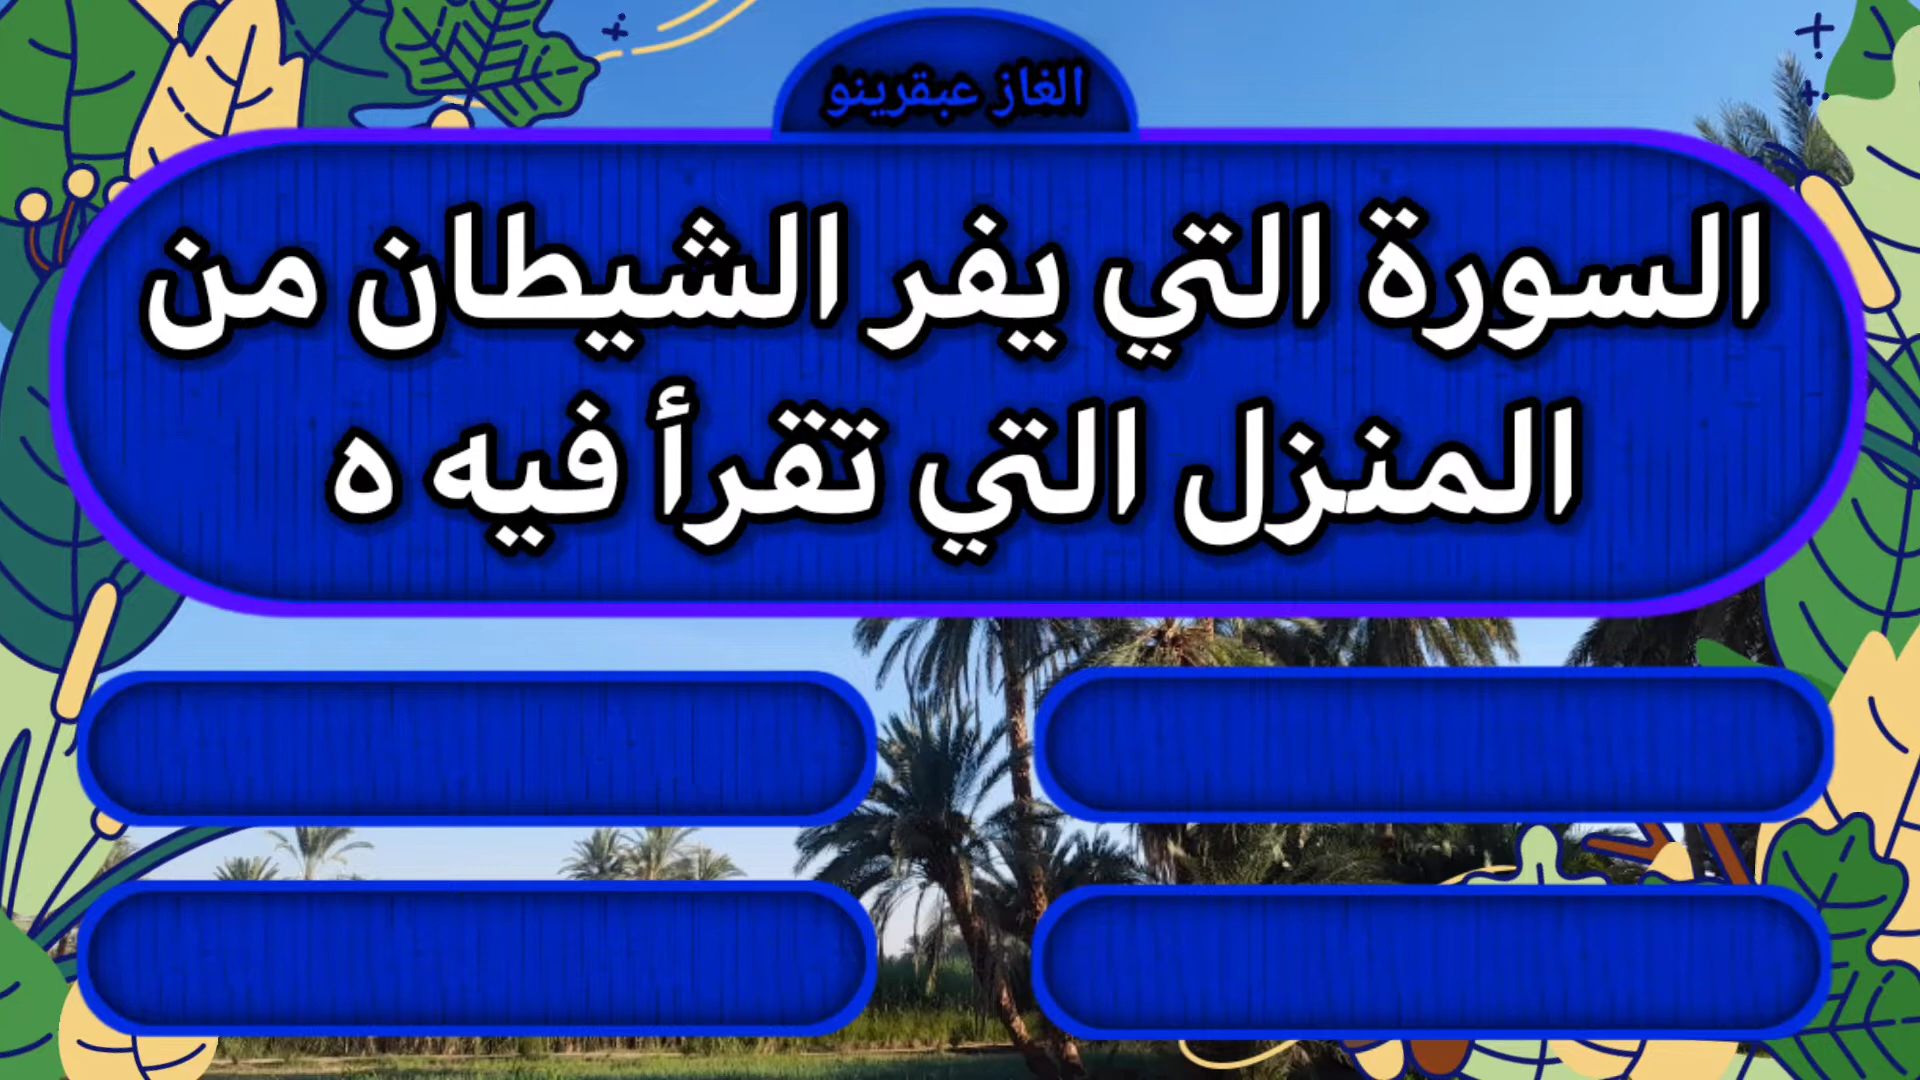 الغاز عبقرينو
السورة التي يفر الشيطان من
المنزل التي تقرأ فيه ه